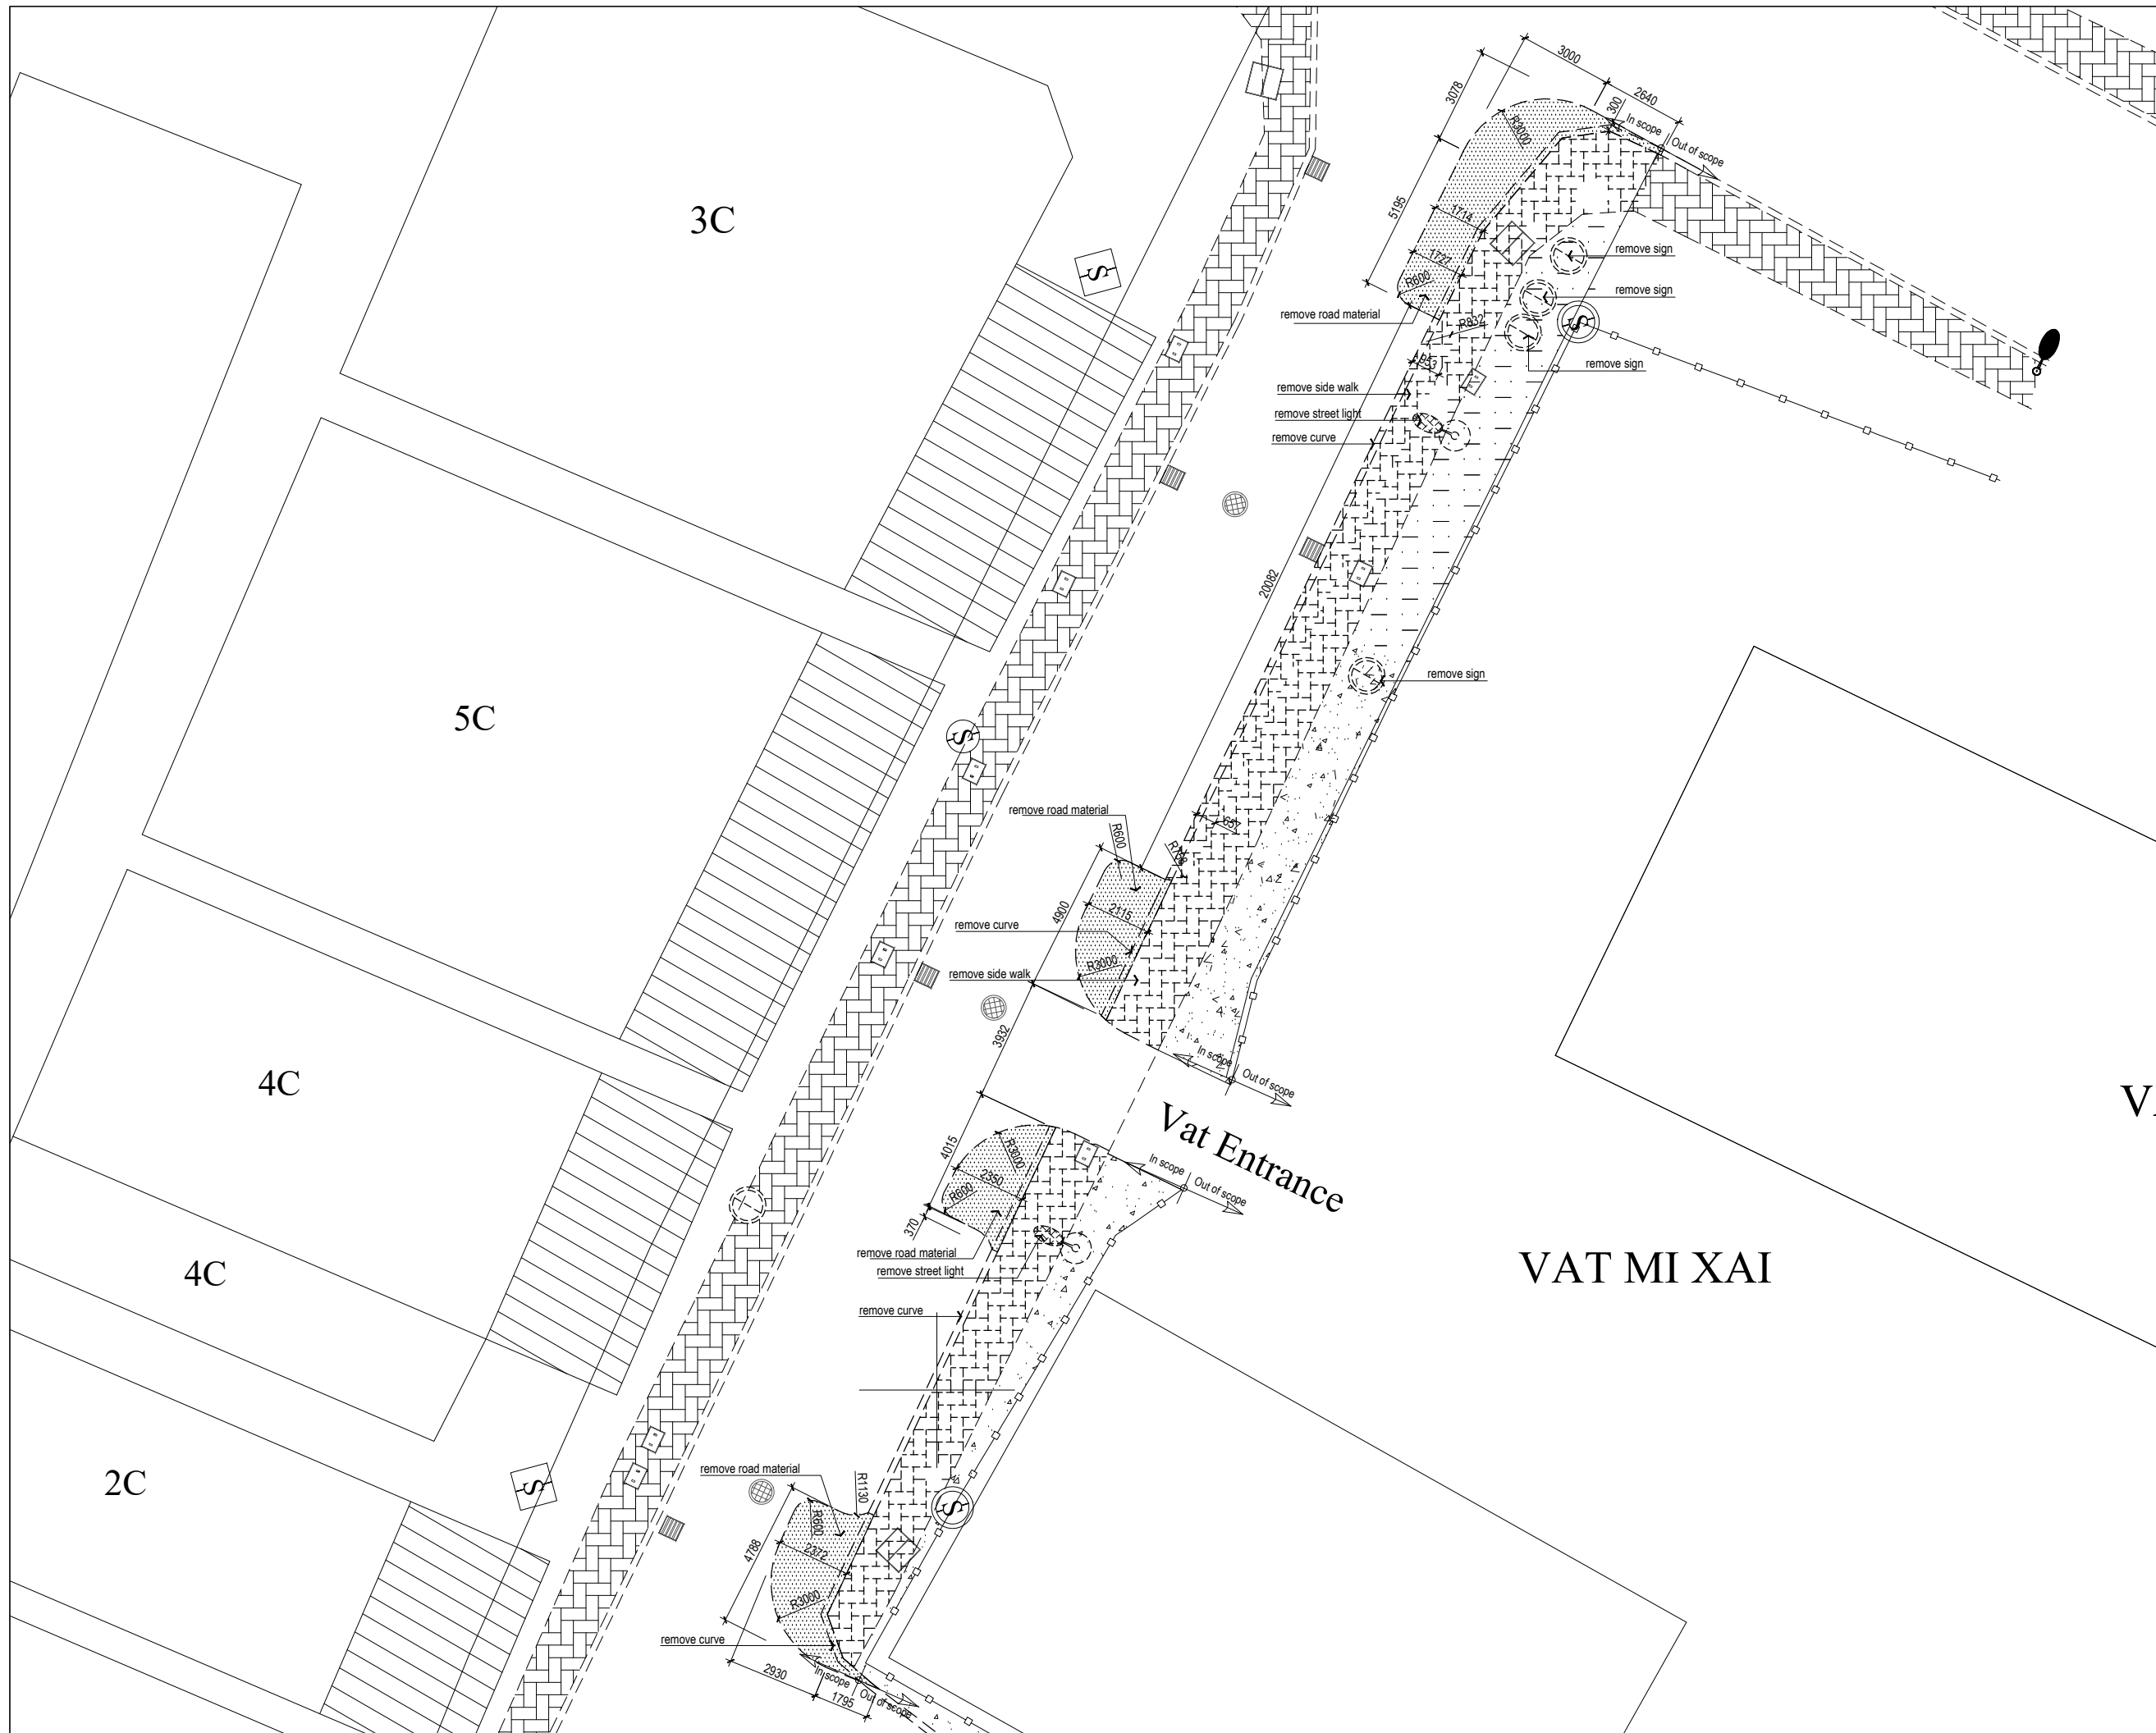 3000
2640
3078
300
In scope
Out of scope
R3000
3C
5195
1714
remove sign
1727
R600
remove sign
remove road material
R832
S
S
1953
remove sign
remove side walk
remove street light
remove curve
20082
remove sign
5C
S
remove road material
R600
657
4900
2115
remove curve
R3000
remove side walk
3932
In scope
Out of scope
4C
Vat Entrance
4015
R3000
2350
R600
In scope
Out of scope
370
remove road material
remove street light
VAT MI XAI
4C
remove curve
2C
S
remove road material
R1130
R600
S
4788
2372
R3000
remove curve
2930
1795
In scope
Out of scope